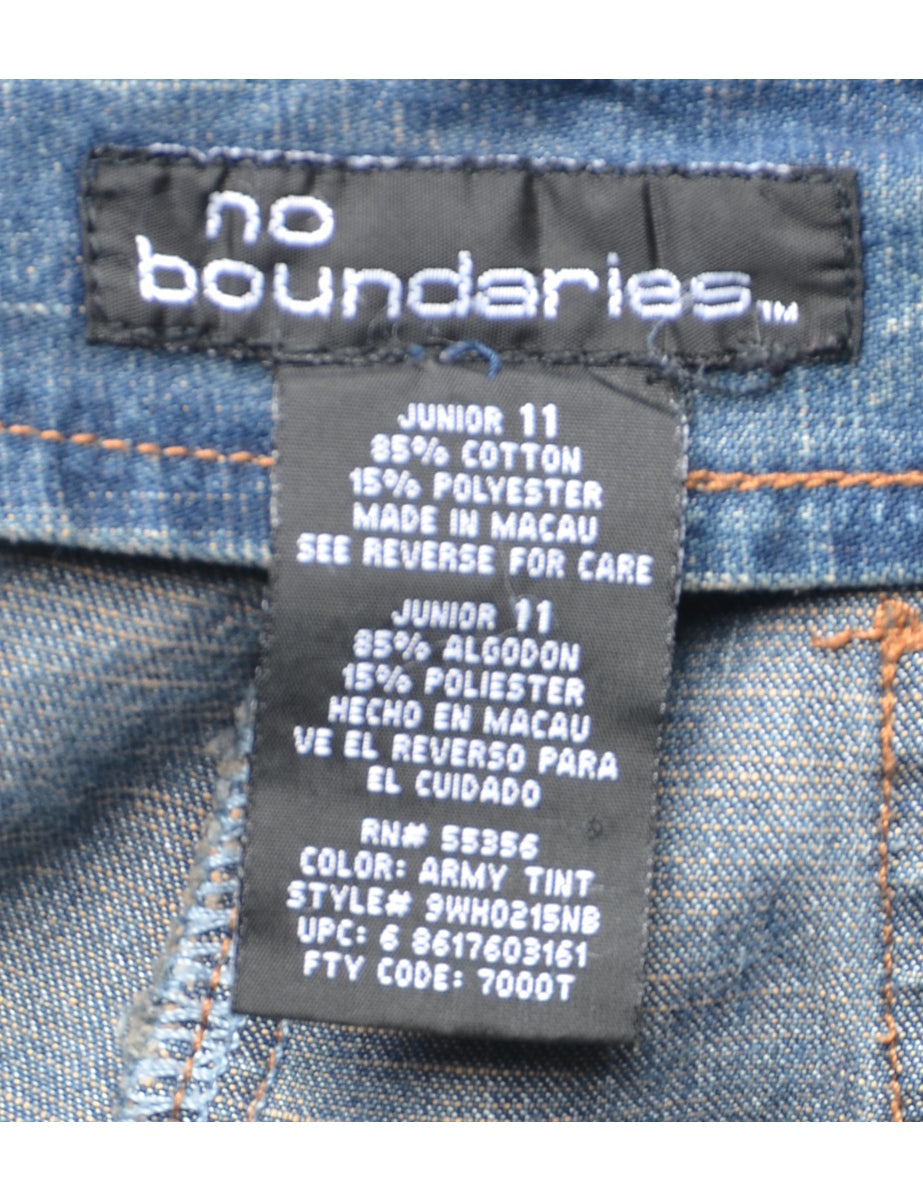 no
boundaries™
JUNIOR 11
85% COTTON
15% POLYESTER
MADE IN MACAU
SEE REVERSE FOR CARE
JUNIOR 11
85% ALGODON
15% POLIESTER
HECHO EN MACAU
VE EL REVERSO PARA
EL CUIDADO
RN# 55356
COLOR: ARMY TINT
STYLE# 9WH0215NB
UPC: 6 8617603161
FTY CODE: 7000T